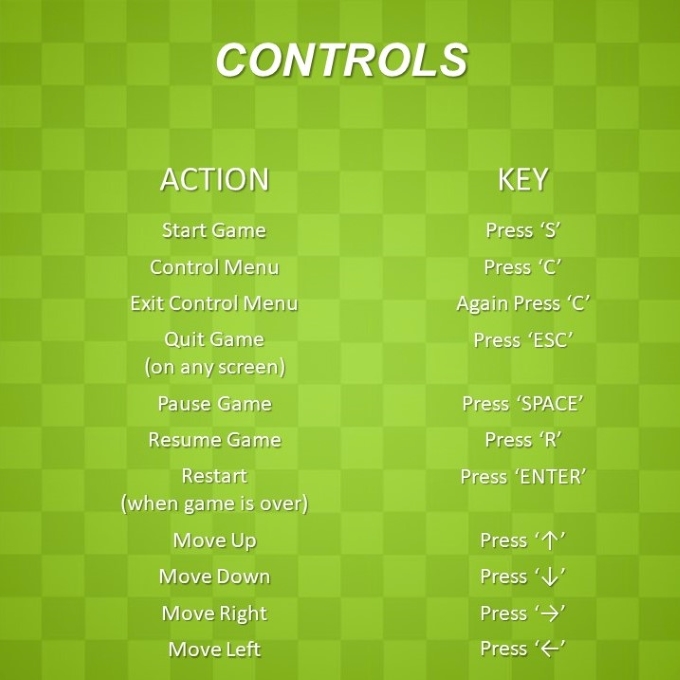 CONTROLS
ACTION KEY
Start Game Press ‘S’
Control Menu Press ‘C’
Exit Control Menu Again Press ‘C’
Quit Game Press ‘ESC’
(on any screen)
Pause Game Press ‘SPACE’
Resume Game Press ‘R’
Restart Press ‘ENTER’
(when game is over)
Move Up Press ‘↑’
Move Down Press ‘↓’
Move Right Press ‘→’
Move Left Press ‘←’